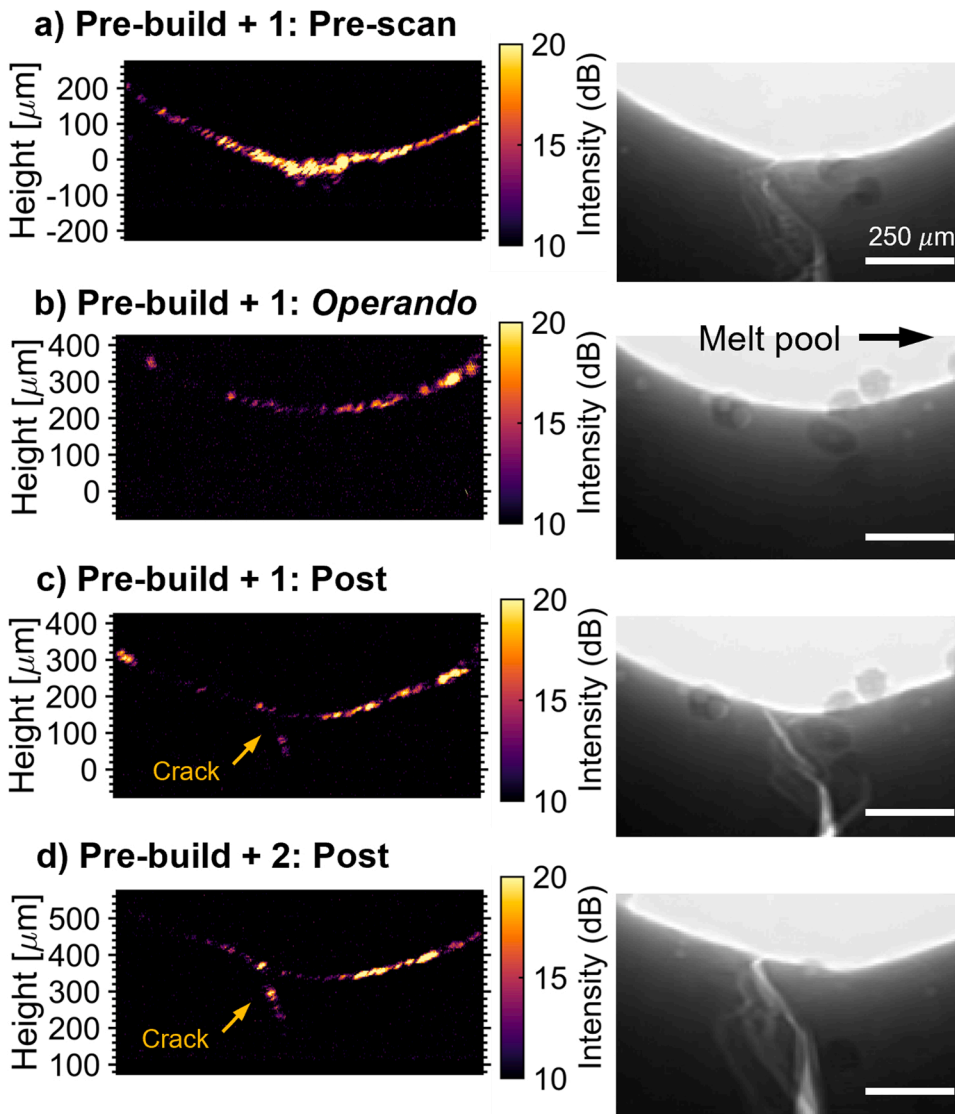 a) Pre-build + 1: Pre-scan
Height [μm]
200
100
0
-100
-200
20
15
10
Intensity (dB)
250 μm
b) Pre-build + 1: Operando
Height [μm]
400
300
200
100
0
20
15
10
Intensity (dB)
Melt pool
c) Pre-build + 1: Post
Height [μm]
400
300
200
100
0
Crack
20
15
10
Intensity (dB)
d) Pre-build + 2: Post
Height [μm]
500
400
300
200
100
Crack
20
15
10
Intensity (dB)